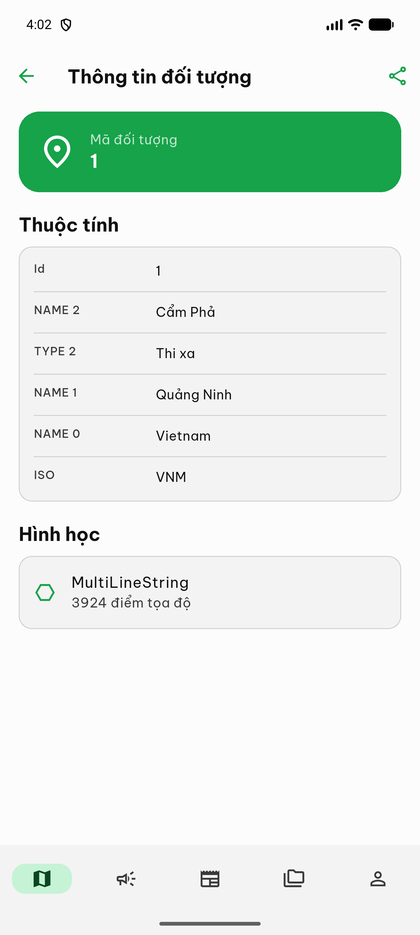 4:02
Thông tin đối tượng
Mã đối tượng
1
Thuộc tính
Id 1
NAME 2 Cẩm Phả
TYPE 2 Thi xa
NAME 1 Quảng Ninh
NAME 0 Vietnam
ISO VNM
Hình học
MultiLineString
3924 điểm tọa độ